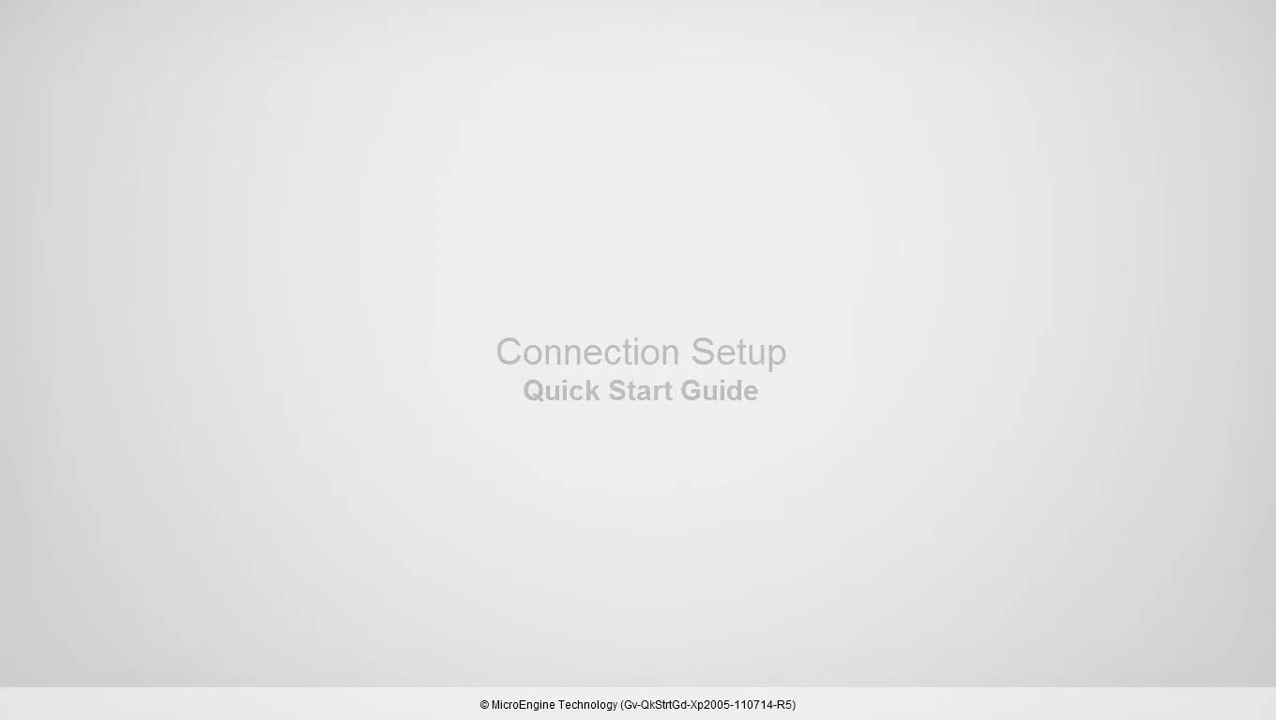 Connection Setup
Quick Start Guide
© MicroEngine Technology (Gv-QkStrtGd-Xp2005-110714-R5)